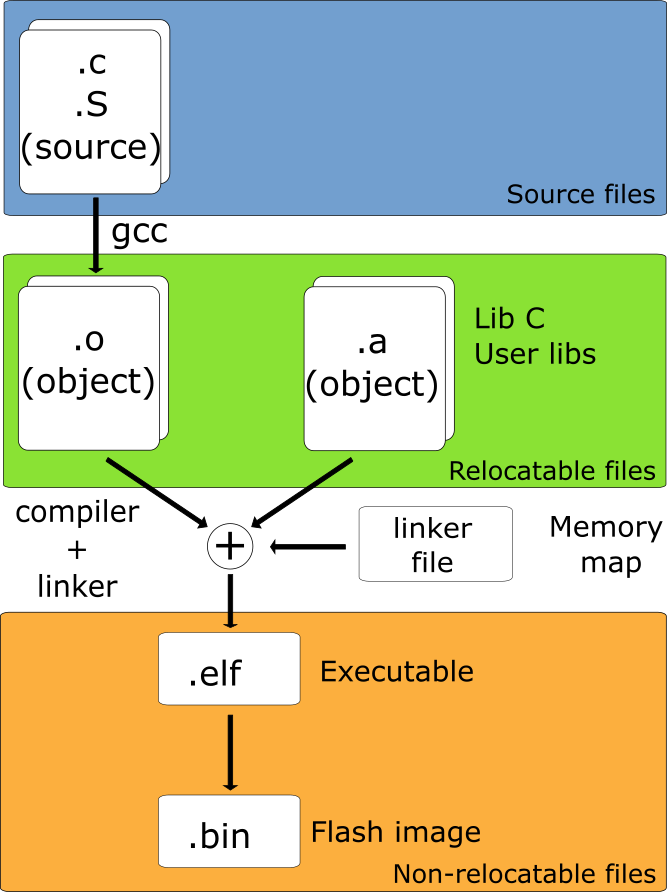 .c
.S
(source)
Source files
gcc
.o
(object)
.a
(object)
Lib C
User libs
Relocatable files
compiler
+
linker
+
linker
file
Memory
map
.elf
Executable
.bin
Flash image
Non-relocatable files